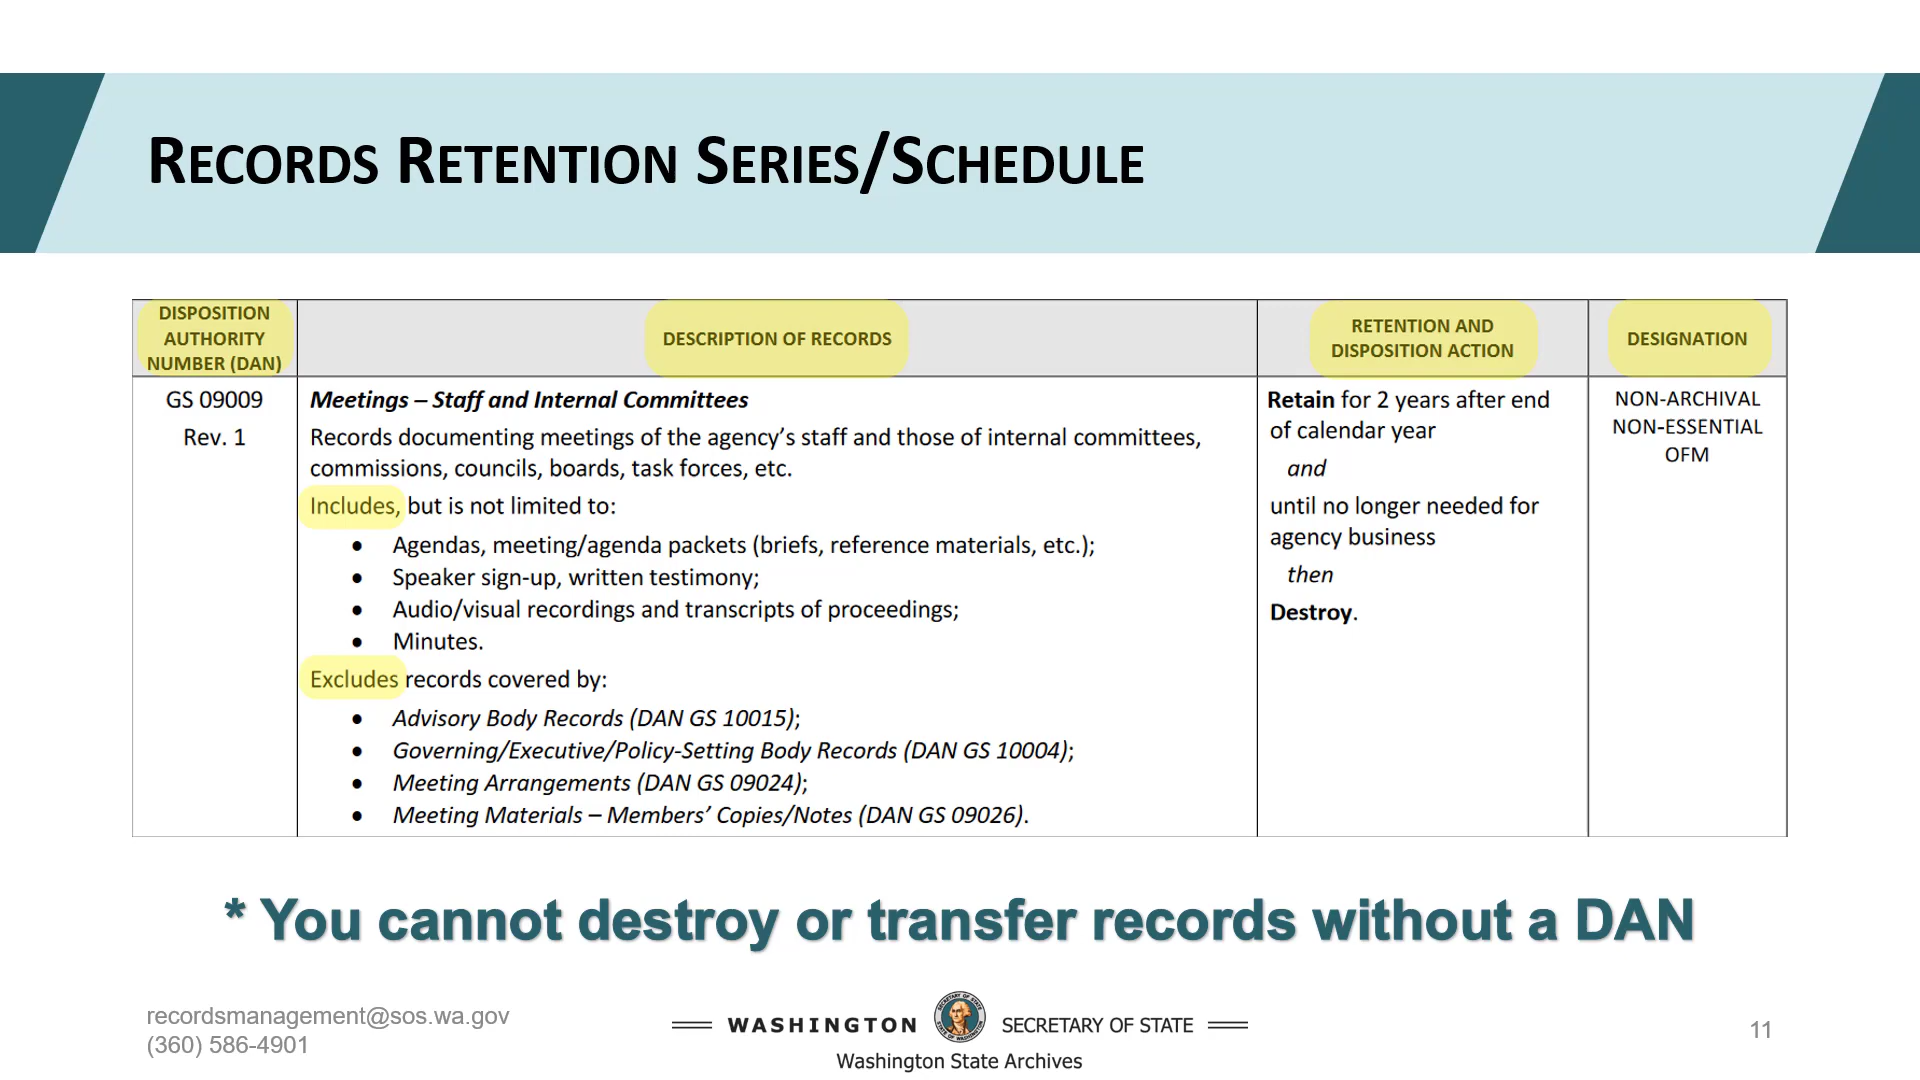 RECORDS RETENTION SERIES/SCHEDULE
DISPOSITION
AUTHORITY
NUMBER (DAN)
DESCRIPTION OF RECORDS
RETENTION AND
DISPOSITION ACTION
DESIGNATION
GS 09009
Rev. 1
Meetings – Staff and Internal Committees
Records documenting meetings of the agency’s staff and those of internal committees,
commissions, councils, boards, task forces, etc.
Includes, but is not limited to:
• Agendas, meeting/agenda packets (briefs, reference materials, etc.);
• Speaker sign-up, written testimony;
• Audio/visual recordings and transcripts of proceedings;
• Minutes.
Excludes records covered by:
• Advisory Body Records (DAN GS 10015);
• Governing/Executive/Policy-Setting Body Records (DAN GS 10004);
• Meeting Arrangements (DAN GS 09024);
• Meeting Materials – Members’ Copies/Notes (DAN GS 09026).
Retain for 2 years after end
of calendar year
and
until no longer needed for
agency business
then
Destroy.
NON-ARCHIVAL
NON-ESSENTIAL
OFM
* You cannot destroy or transfer records without a DAN
recordsmanagement@sos.wa.gov
(360) 586-4901
WASHINGTON SECRETARY OF STATE
Washington State Archives
11